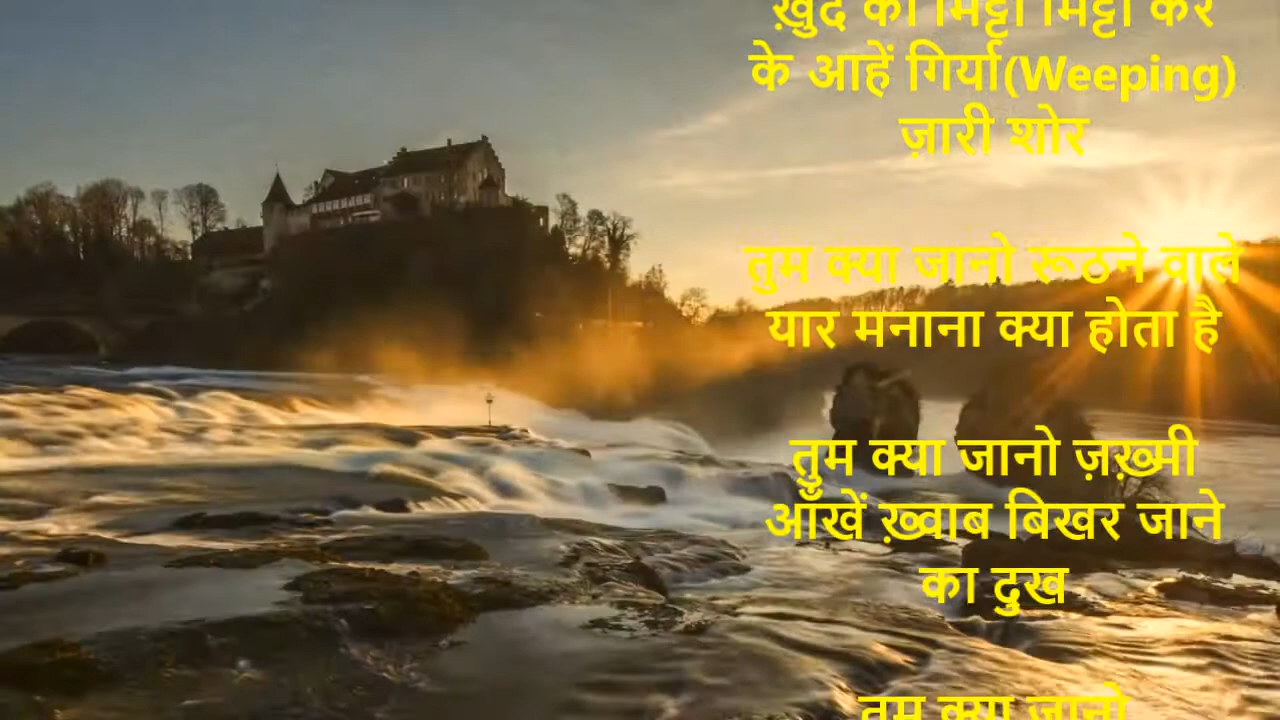 ख़ुद को मिट्टी मिट्टी कर
के आहें गिर्या(Weeping)
ज़ारी शोर
तुम क्या जानो रूठने वाले
यार मनाना क्या होता है
तुम क्या जानो ज़ख़्मी
आँखें ख़्वाब बिखर जाने
का दुख
तुम क्या जानो